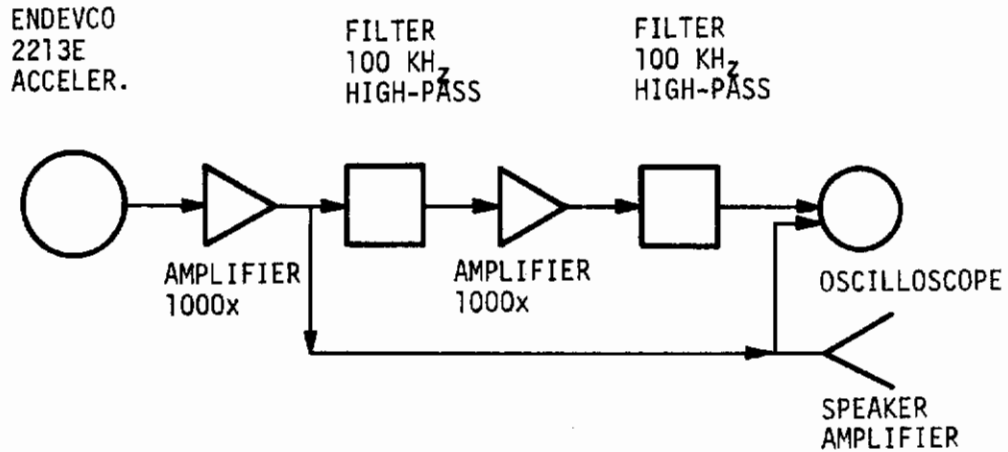 ENDEVCO
2213E
ACCELER.
FILTER
100 KHz
HIGH-PASS
FILTER
100 KHz
HIGH-PASS
AMPLIFIER
1000x
AMPLIFIER
1000x
OSCILLOSCOPE
SPEAKER
AMPLIFIER